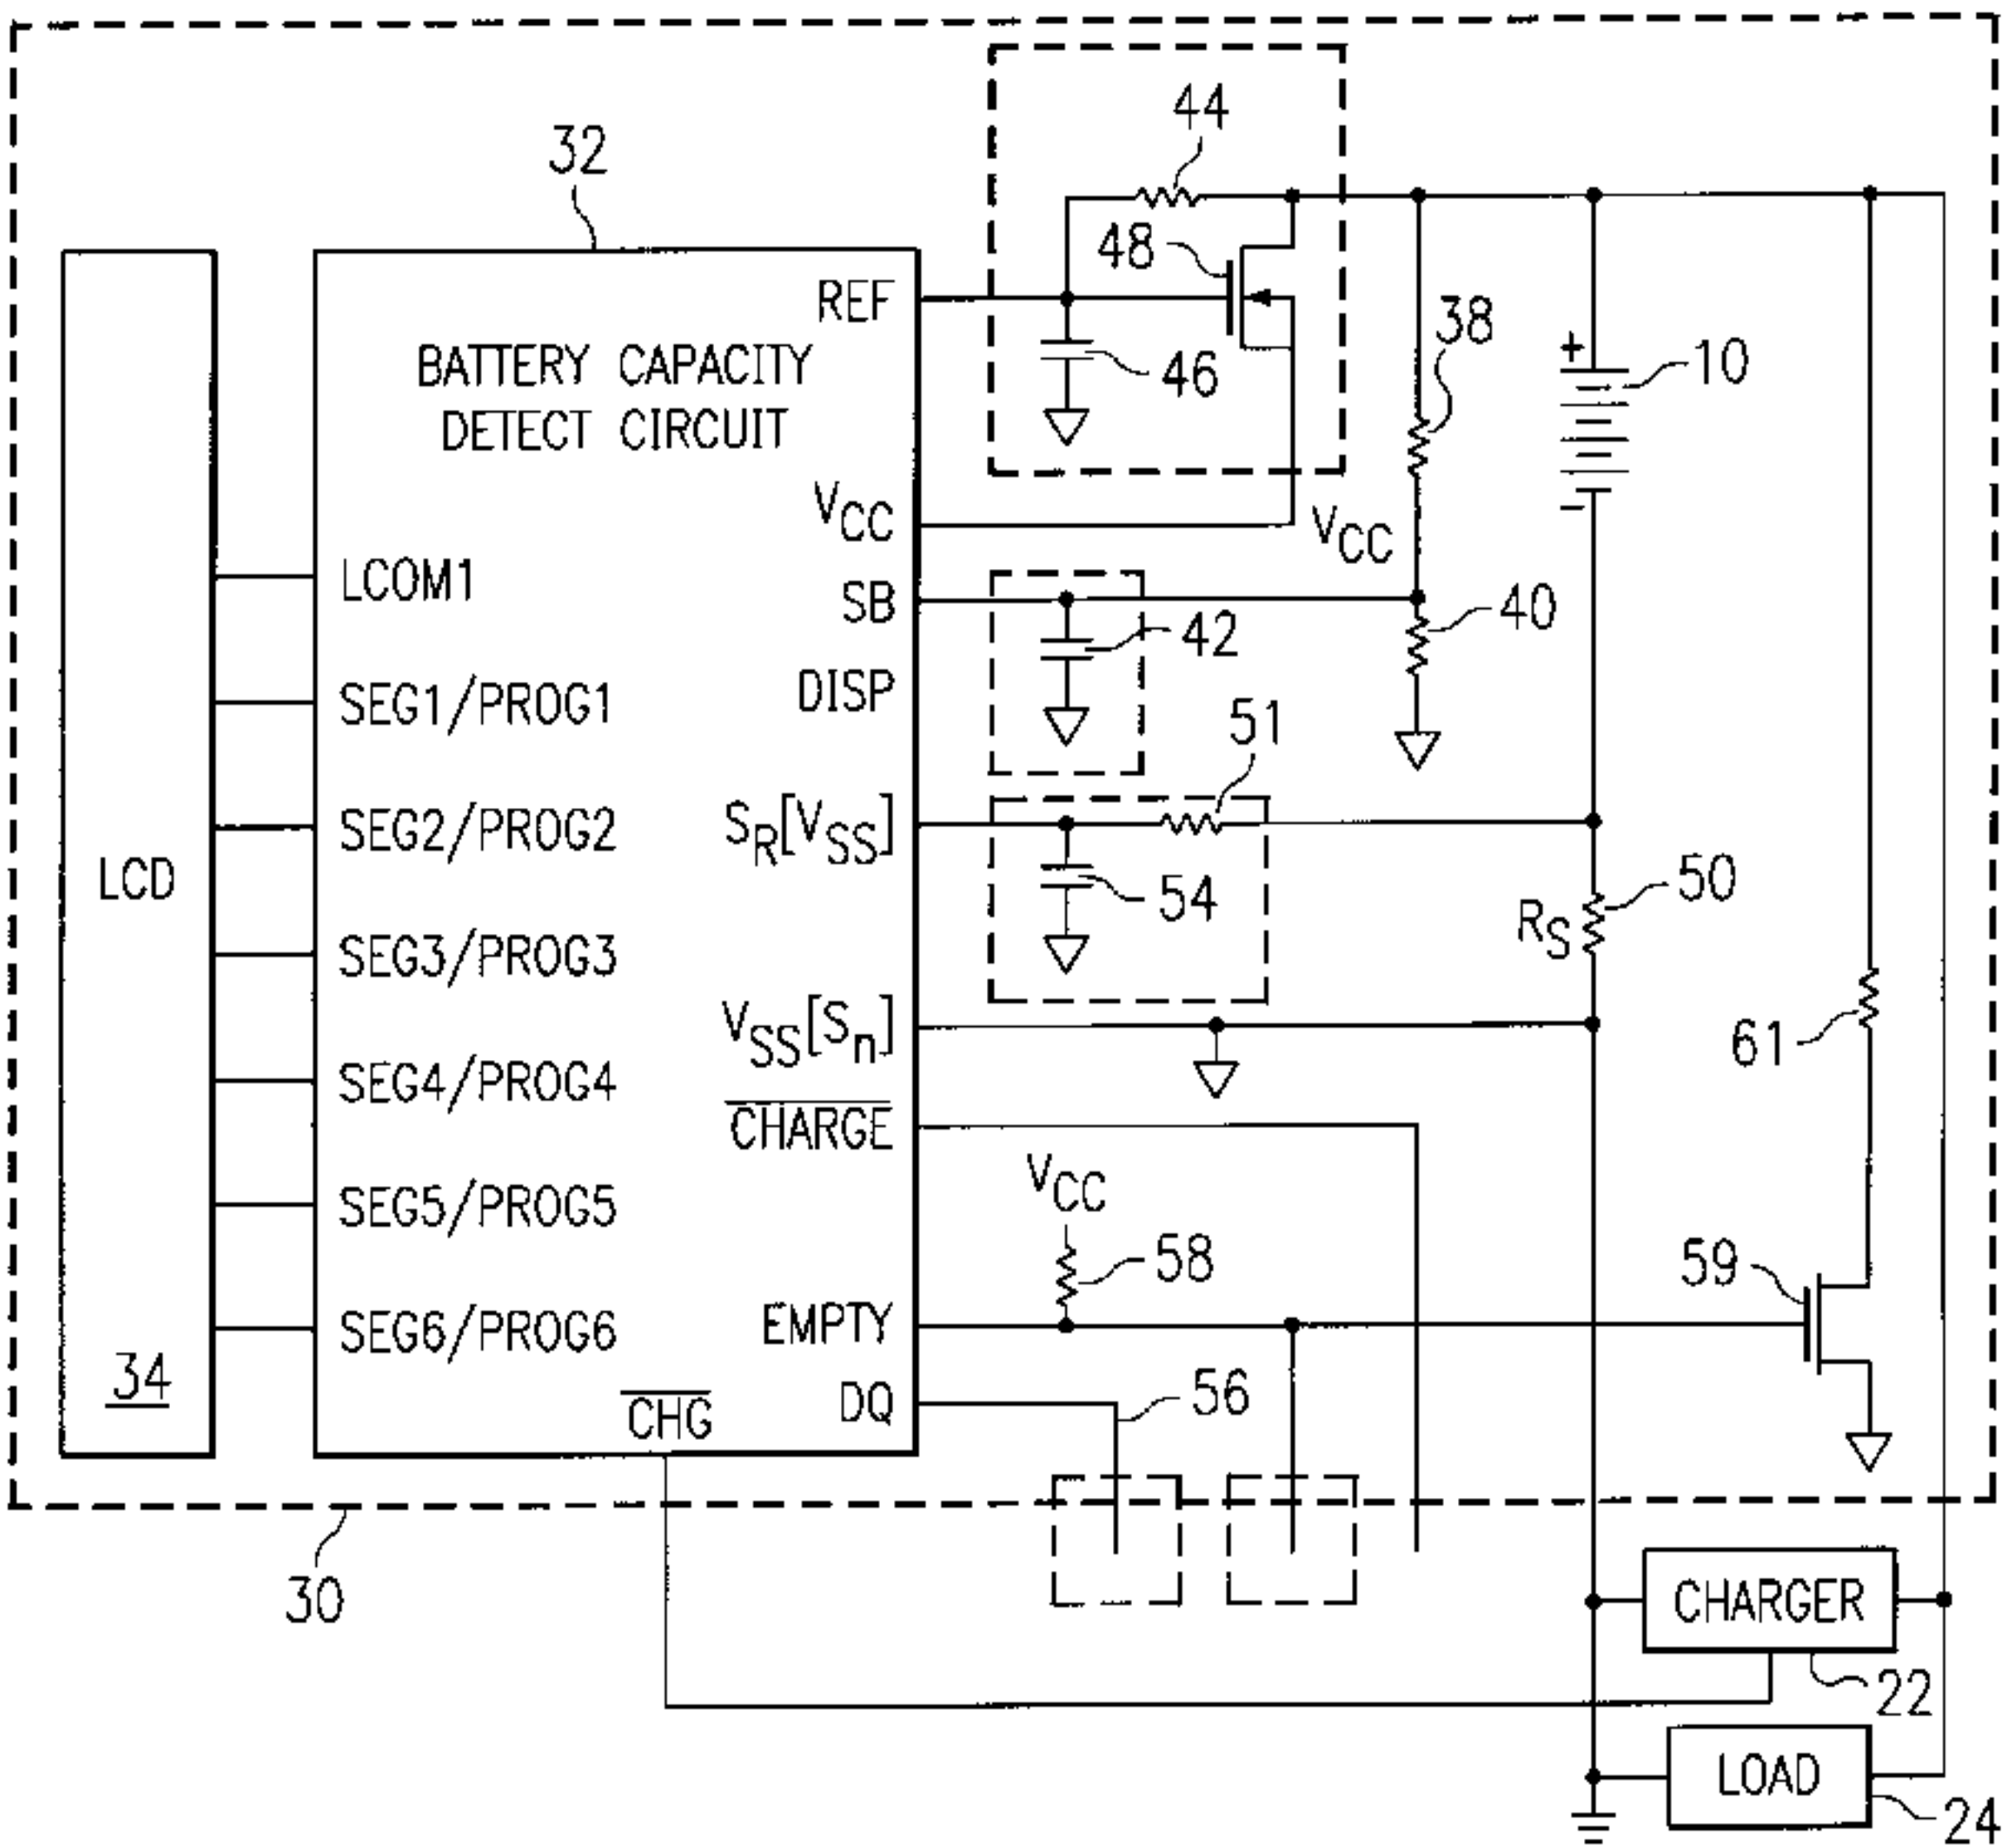 44
32
48
REF
38
+
10
BATTERY CAPACITY
DETECT CIRCUIT
46
VCC
-
VCC
LCOM1
SB
40
42
DISP
SEG1/PROG1
51
SEG2/PROG2
SR[VSS]
LCD
54
50
RS
SEG3/PROG3
VSS[Sn]
61
SEG4/PROG4
CHARGE
VCC
SEG5/PROG5
58
59
EMPTY
SEG6/PROG6
34
CHG
DQ
56
30
CHARGER
22
LOAD
24